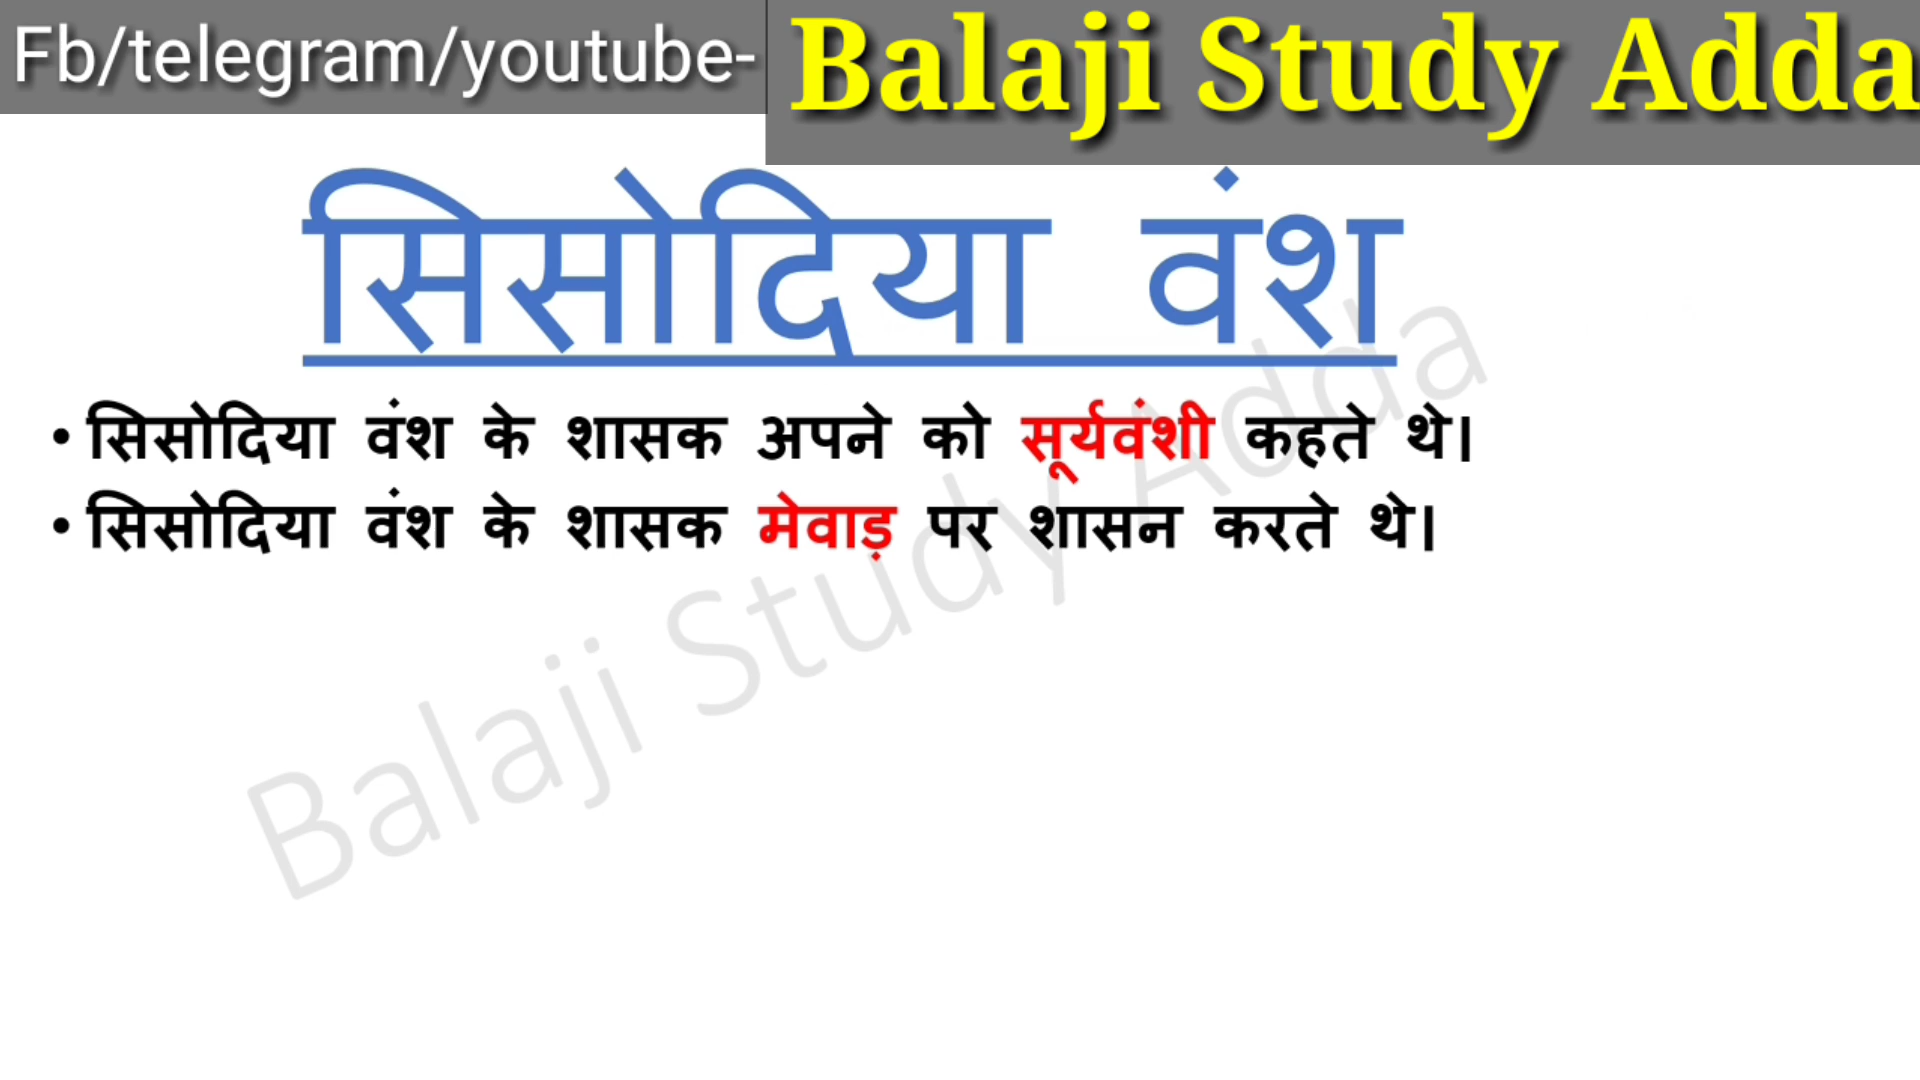 Fb/telegram/youtube- Balaji Study Adda
सिसोदिया वंश
• सिसोदिया वंश के शासक अपने को सूर्यवंशी कहते थे।
• सिसोदिया वंश के शासक मेवाड़ पर शासन करते थे।
Balaji Study Adda